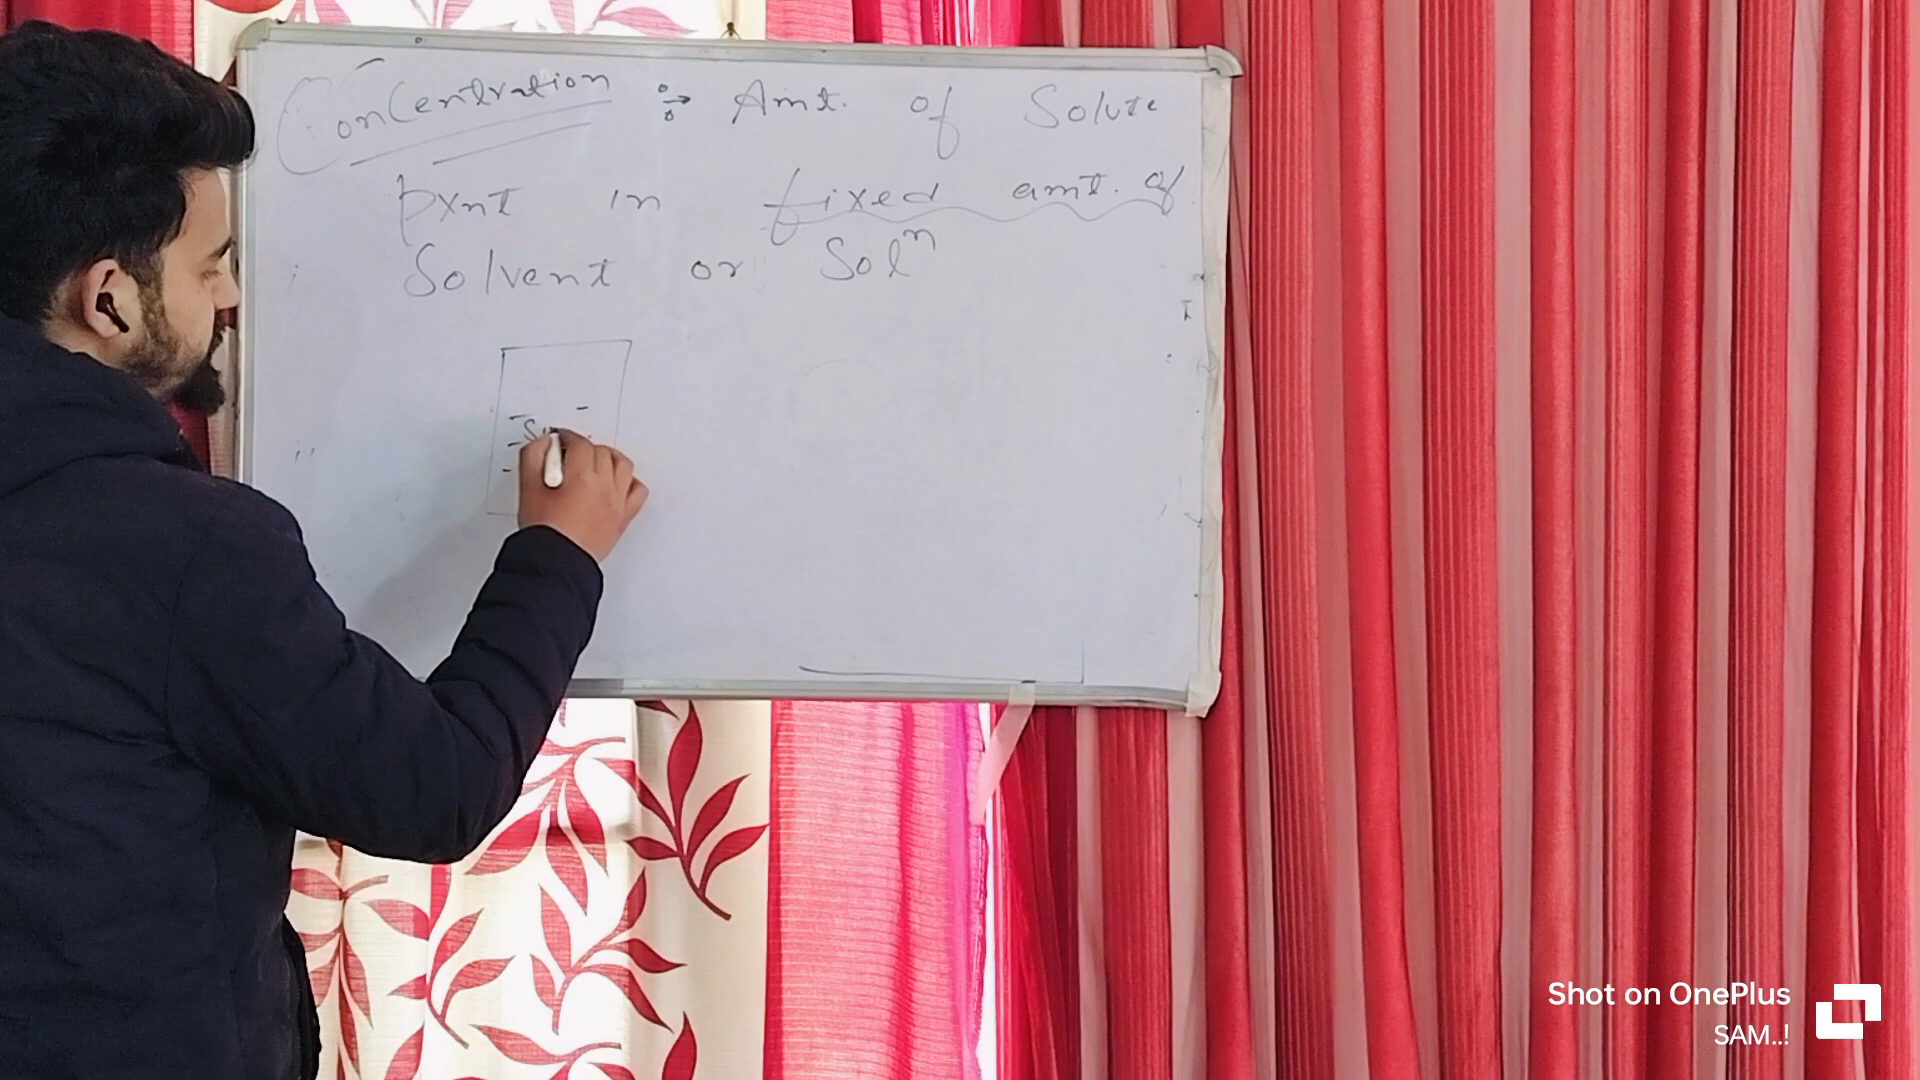 Concentration :→ Amt. of Solute
pxnt in fixed amt. of
Solvent or Solⁿ
Shot on OnePlus
SAM..!